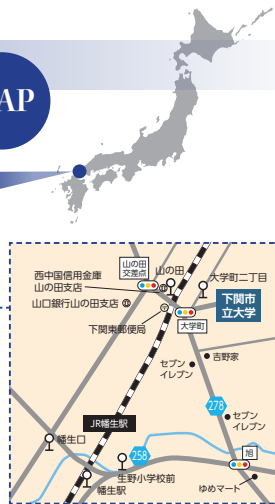 AP
山の田
交差点
西中国信用金庫
山の田支店
山の田
大学町二丁目
山口銀行山の田支店
下関市
立大学
大学町
下関東郵便局
セブン
イレブン
吉野家
278
JR幡生駅
セブン
イレブン
旭
幡生口
258
生野小学校前
幡生駅
ゆめマート